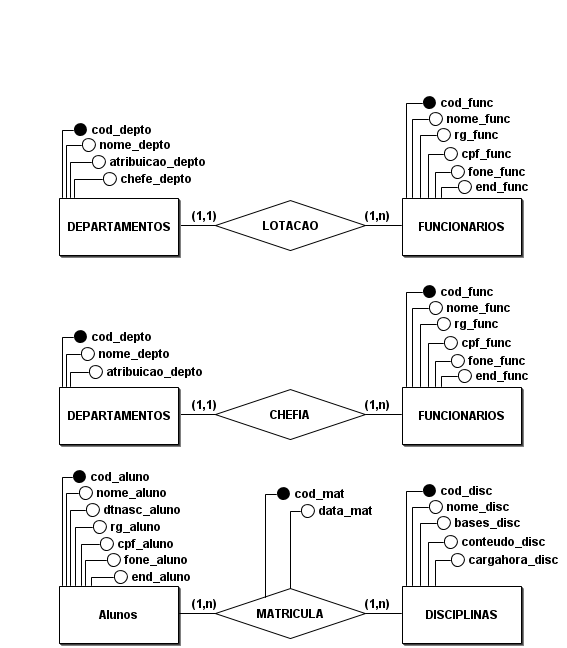 cod_depto
nome_depto
atribuicao_depto
chefe_depto
cod_func
nome_func
rg_func
cpf_func
fone_func
end_func
DEPARTAMENTOS (1,1) LOTACAO (1,n) FUNCIONARIOS
cod_depto
nome_depto
atribuicao_depto
cod_func
nome_func
rg_func
cpf_func
fone_func
end_func
DEPARTAMENTOS (1,1) CHEFIA (1,n) FUNCIONARIOS
cod_aluno
nome_aluno
dtnasc_aluno
rg_aluno
cpf_aluno
fone_aluno
end_aluno
cod_mat
data_mat
cod_disc
nome_disc
bases_disc
conteudo_disc
cargahora_disc
Alunos (1,n) MATRICULA (1,n) DISCIPLINAS